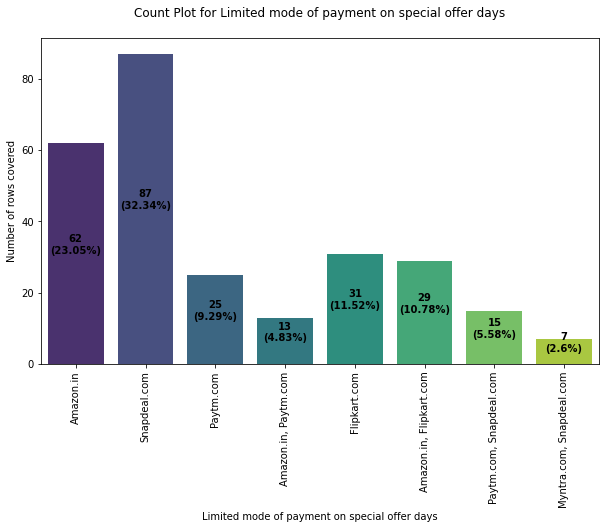 Count Plot for Limited mode of payment on special offer days
Number of rows covered
80
60
40
20
0
62
(23.05%)
87
(32.34%)
25
(9.29%)
13
(4.83%)
31
(11.52%)
29
(10.78%)
15
(5.58%)
7
(2.6%)
Amazon.in
Snapdeal.com
Paytm.com
Amazon.in, Paytm.com
Flipkart.com
Amazon.in, Flipkart.com
Paytm.com, Snapdeal.com
Myntra.com, Snapdeal.com
Limited mode of payment on special offer days